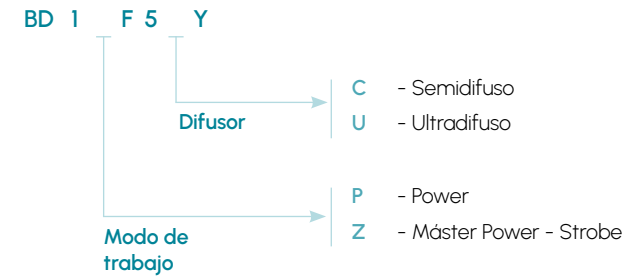 BD 1 _ F 5 _ Y
C - Semidifuso
Difusor
U - Ultradifuso
P - Power
Z - Máster Power - Strobe
Modo de
trabajo